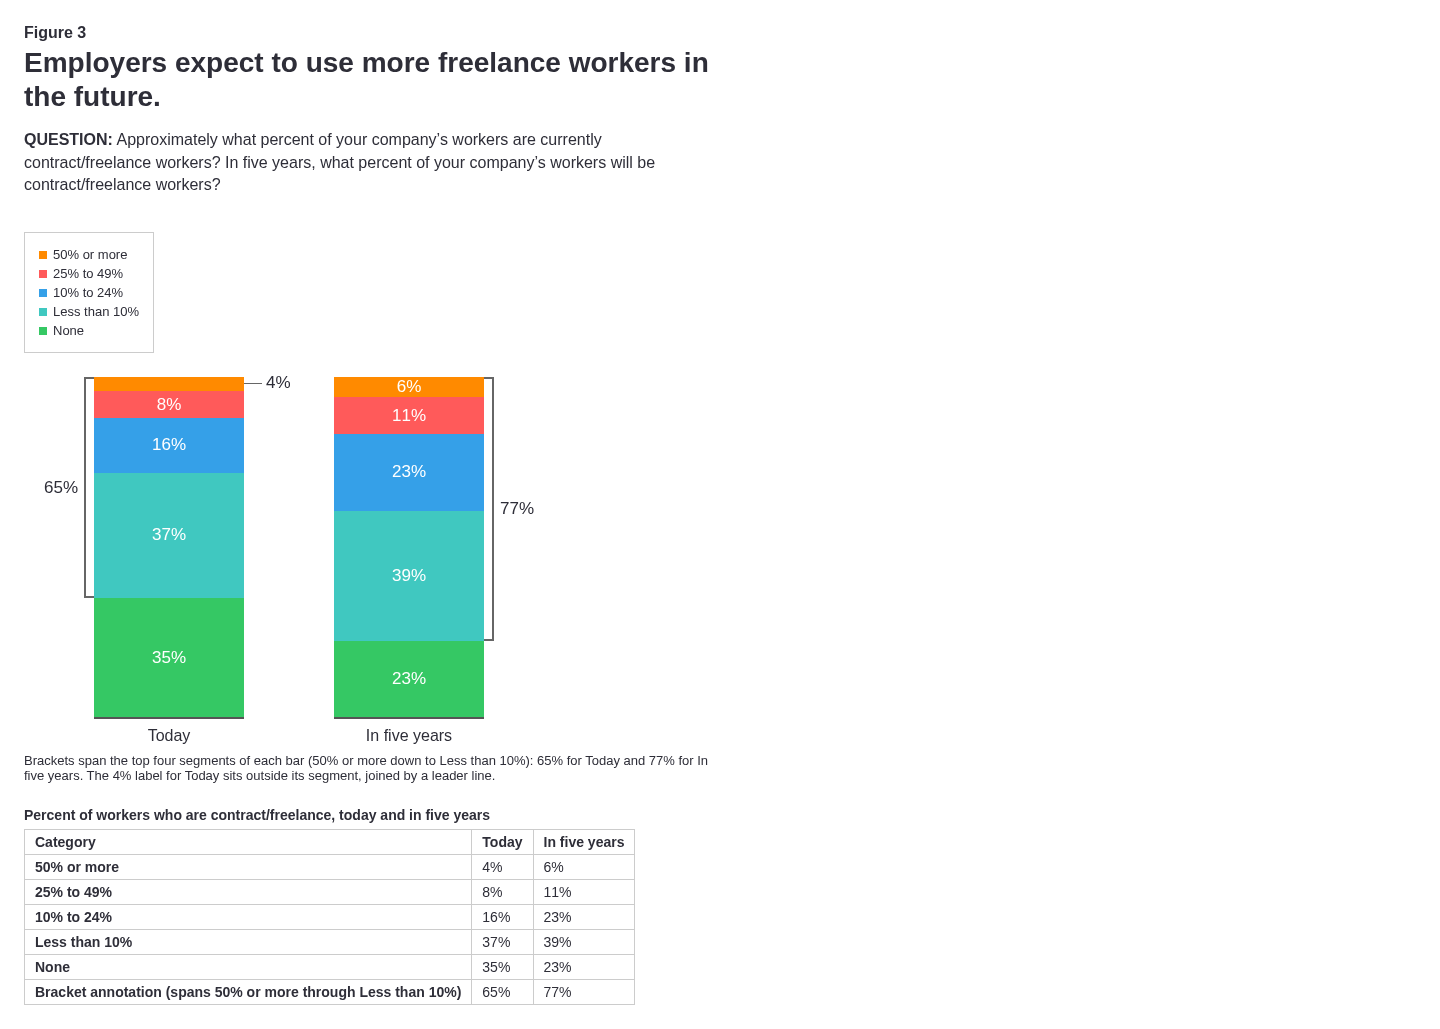 Figure 3
Employers expect to use more freelance workers in
the future.
QUESTION: Approximately what percent of your company’s workers are currently
contract/freelance workers? In five years, what percent of your company’s workers will be
contract/freelance workers?
50% or more
25% to 49%
10% to 24%
Less than 10%
None
4%
8%
16%
65%
37%
35%
Today
6%
11%
23%
77%
39%
23%
In five years
Brackets span the top four segments of each bar (50% or more down to Less than 10%): 65% for Today and 77% for In
five years. The 4% label for Today sits outside its segment, joined by a leader line.
Percent of workers who are contract/freelance, today and in five years
Category Today In five years
50% or more 4% 6%
25% to 49% 8% 11%
10% to 24% 16% 23%
Less than 10% 37% 39%
None 35% 23%
Bracket annotation (spans 50% or more through Less than 10%) 65% 77%